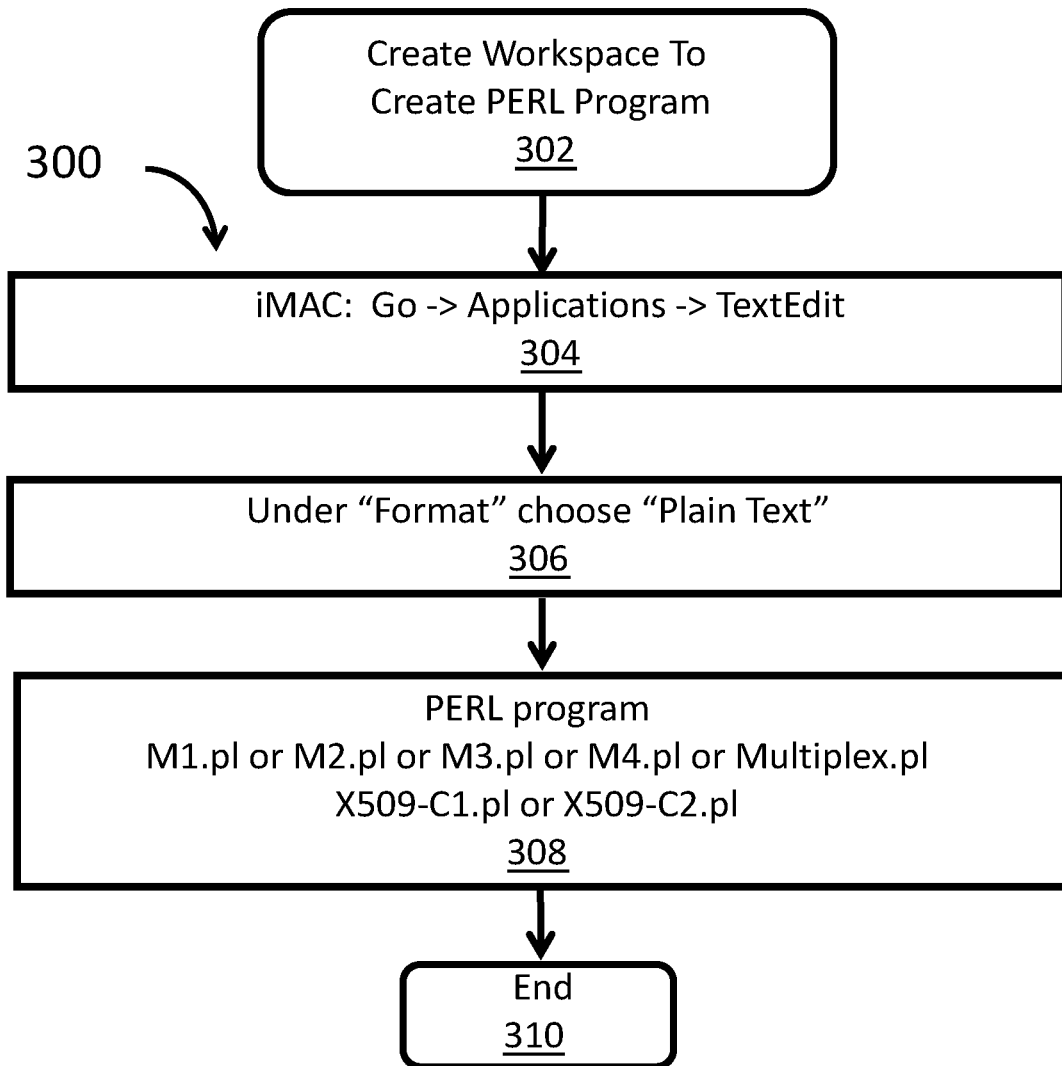 Create Workspace To
Create PERL Program
302
300
iMAC: Go -> Applications -> TextEdit
304
Under “Format” choose “Plain Text”
306
PERL program
M1.pl or M2.pl or M3.pl or M4.pl or Multiplex.pl
X509-C1.pl or X509-C2.pl
308
End
310